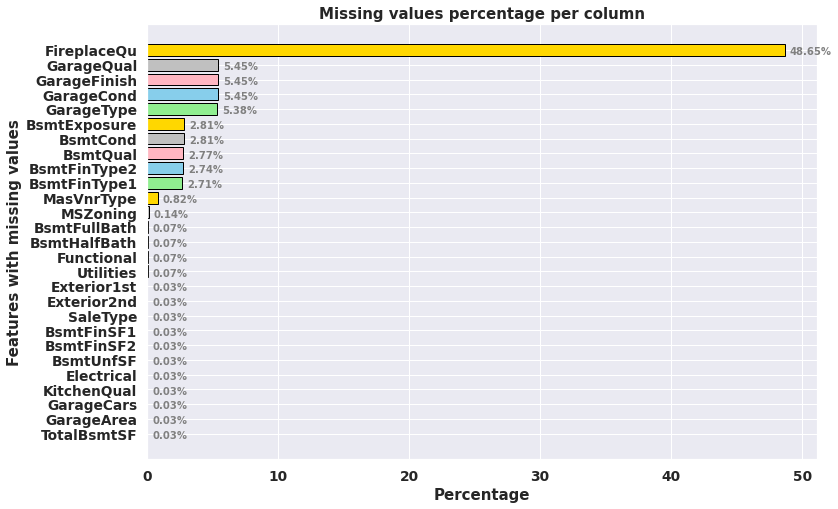 Missing values percentage per column
Features with missing values
FireplaceQu 48.65%
GarageQual 5.45%
GarageFinish 5.45%
GarageCond 5.45%
GarageType 5.38%
BsmtExposure 2.81%
BsmtCond 2.81%
BsmtQual 2.77%
BsmtFinType2 2.74%
BsmtFinType1 2.71%
MasVnrType 0.82%
MSZoning 0.14%
BsmtFullBath 0.07%
BsmtHalfBath 0.07%
Functional 0.07%
Utilities 0.07%
Exterior1st 0.03%
Exterior2nd 0.03%
SaleType 0.03%
BsmtFinSF1 0.03%
BsmtFinSF2 0.03%
BsmtUnfSF 0.03%
Electrical 0.03%
KitchenQual 0.03%
GarageCars 0.03%
GarageArea 0.03%
TotalBsmtSF 0.03%
0 10 20 30 40 50
Percentage